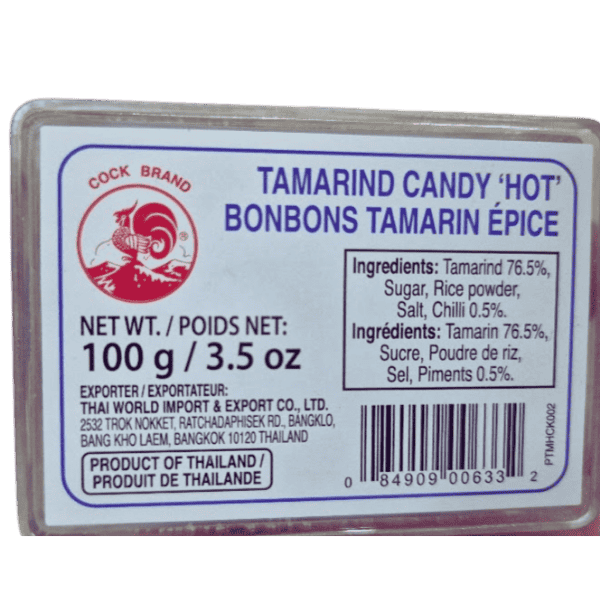 COCK BRAND
®
TAMARIND CANDY ‘HOT’
BONBONS TAMARIN ÉPICE
Ingredients: Tamarind 76.5%,
Sugar, Rice powder,
Salt, Chilli 0.5%.
Ingrédients: Tamarin 76.5%,
Sucre, Poudre de riz,
Sel, Piments 0.5%.
NET WT. / POIDS NET:
100 g / 3.5 oz
EXPORTER / EXPORTATEUR:
THAI WORLD IMPORT & EXPORT CO., LTD.
2532 TROK NOKKET, RATCHADAPHISEK RD., BANGKLO,
BANG KHO LAEM, BANGKOK 10120 THAILAND
PRODUCT OF THAILAND /
PRODUIT DE THAILANDE
0 84909 00633 2
PTMHCK002